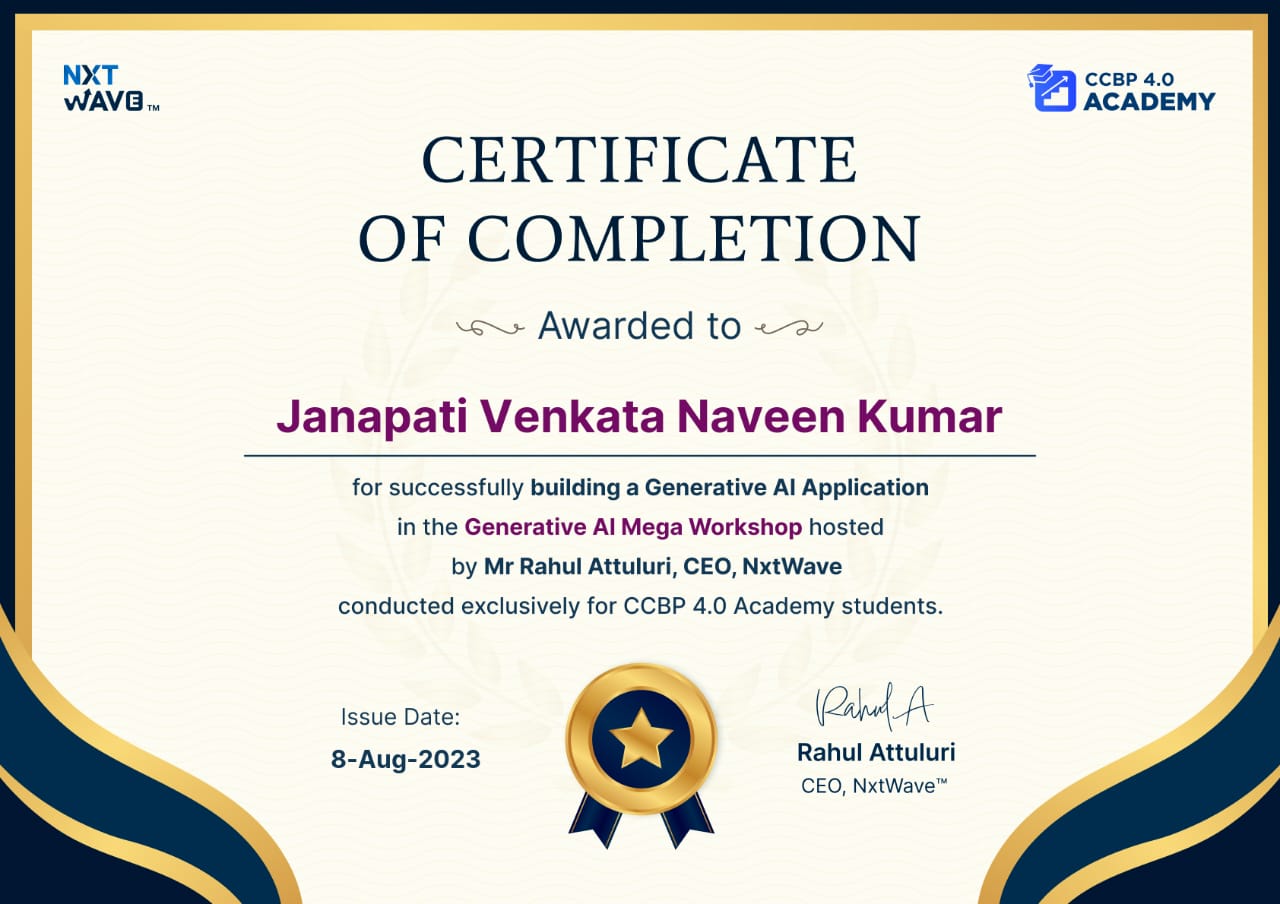 NXT
WAVE™
CCBP 4.0
ACADEMY
CERTIFICATE
OF COMPLETION
Awarded to
Janapati Venkata Naveen Kumar
for successfully building a Generative AI Application
in the Generative AI Mega Workshop hosted
by Mr Rahul Attuluri, CEO, NxtWave
conducted exclusively for CCBP 4.0 Academy students.
Issue Date:
8-Aug-2023
Rahul A
Rahul Attuluri
CEO, NxtWave™